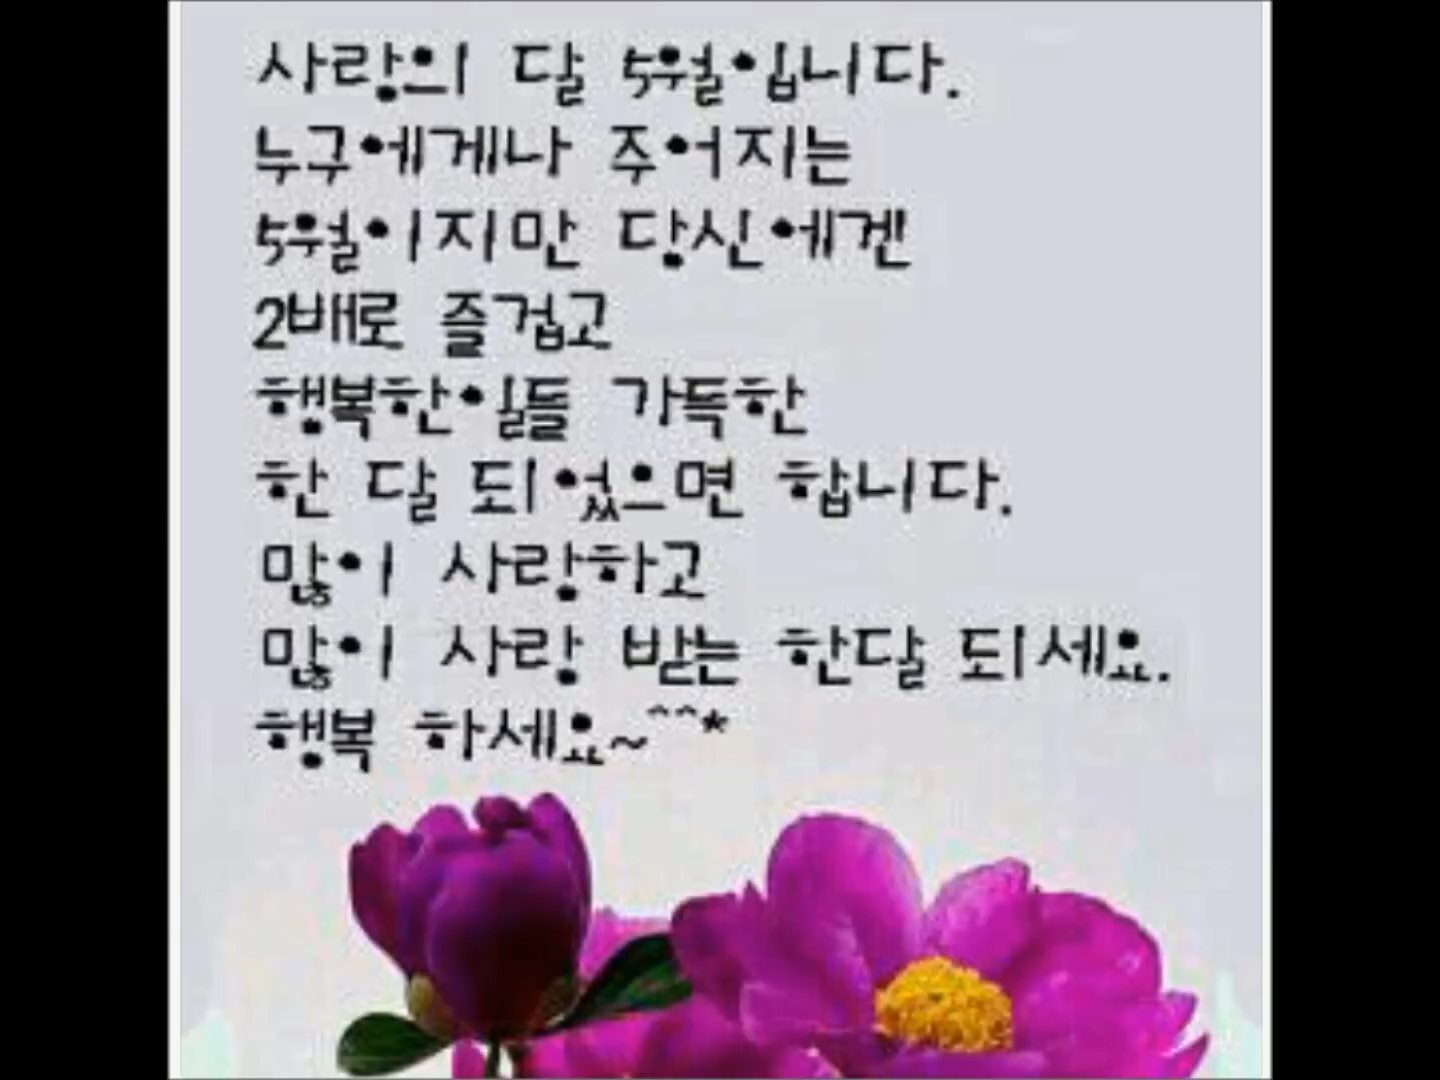 사랑의 달 5월입니다.
누구에게나 주어지는
5월이지만 당신에겐
2배로 즐겁고
행복한일들 가득한
한 달 되었으면 합니다.
많이 사랑하고
많이 사랑 받는 한달 되세요.
행복 하세요~^^*